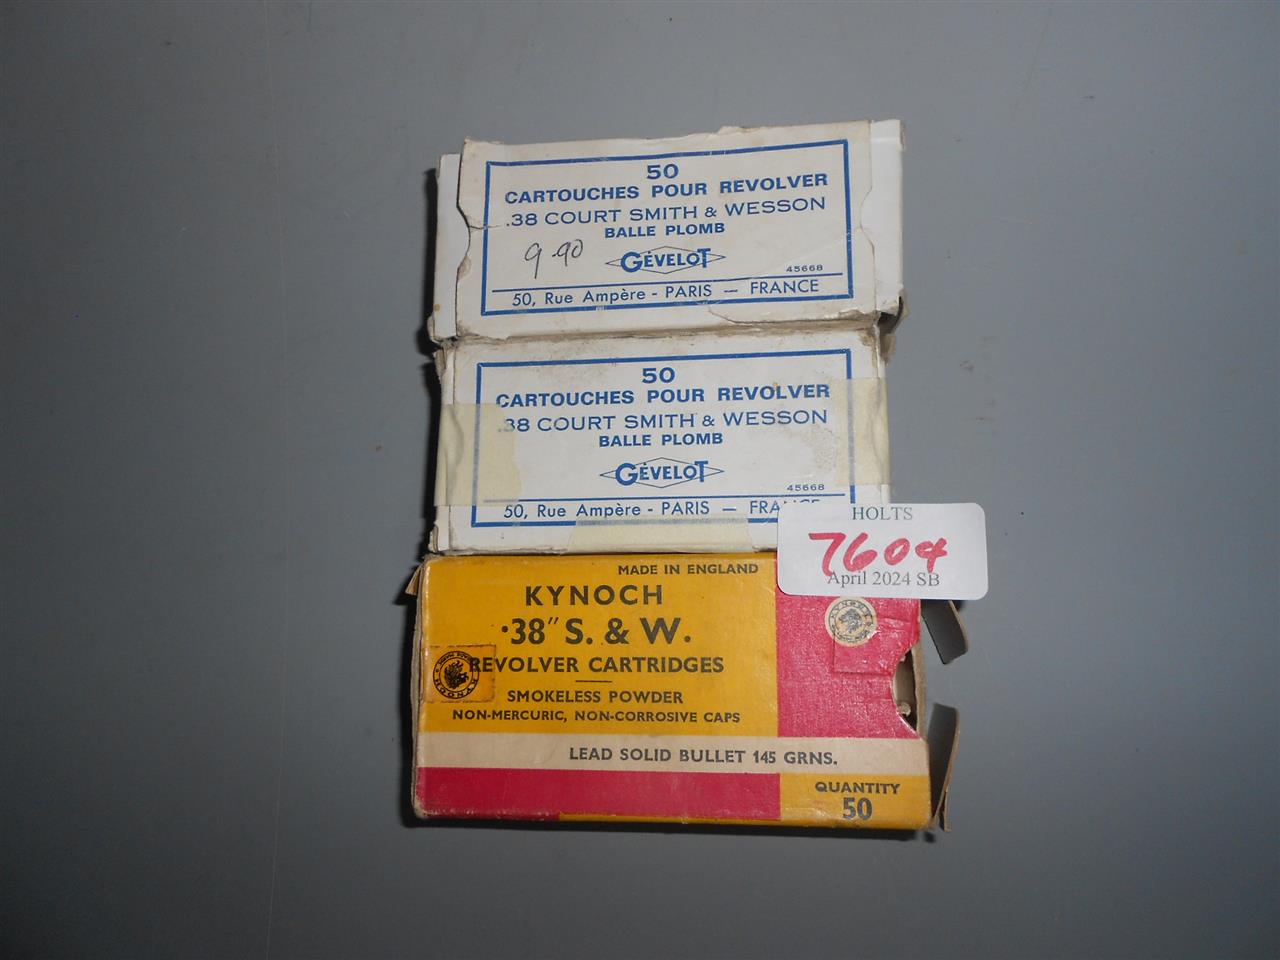 50
CARTOUCHES POUR REVOLVER
.38 COURT SMITH & WESSON
BALLE PLOMB
9.90
GÉVELOT
45668
50, Rue Ampère - PARIS — FRANCE
50
CARTOUCHES POUR REVOLVER
.38 COURT SMITH & WESSON
BALLE PLOMB
GÉVELOT
45668
50, Rue Ampère - PARIS — FRANCE
HOLTS
7604
April 2024 SB
MADE IN ENGLAND
KYNOCH
·38" S. & W.
REVOLVER CARTRIDGES
SMOKELESS POWDER
NON-MERCURIC, NON-CORROSIVE CAPS
KYNOCH
LEAD SOLID BULLET 145 GRNS.
QUANTITY
50